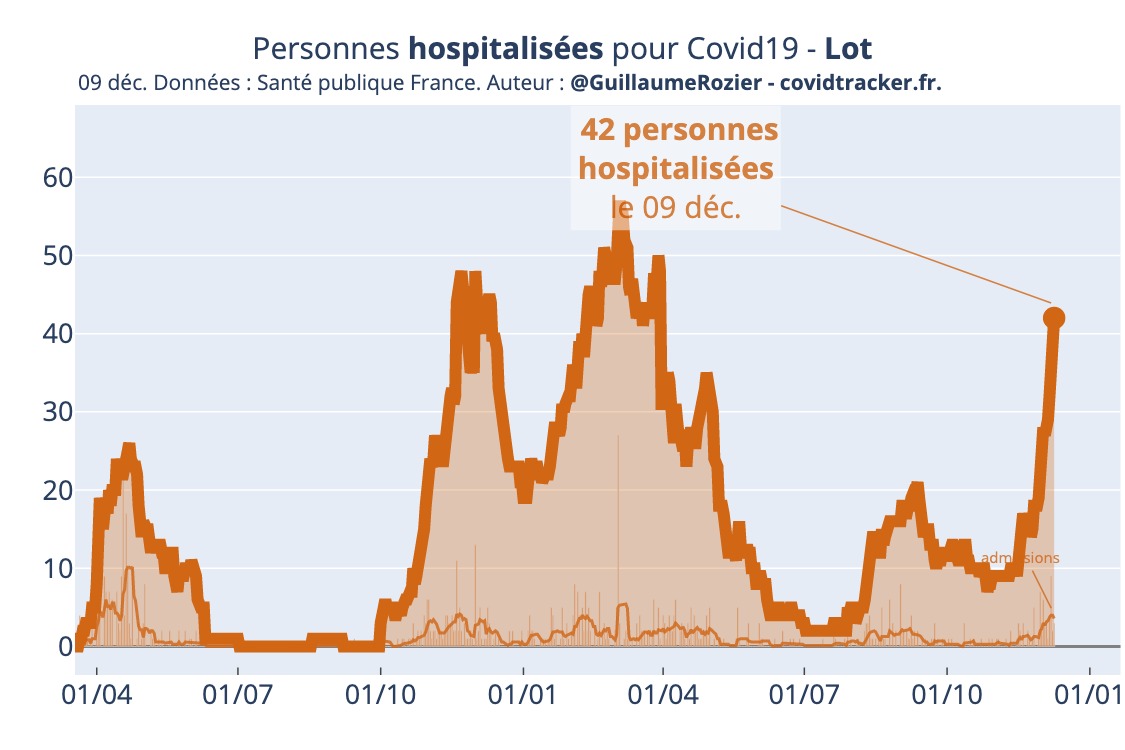 Personnes hospitalisées pour Covid19 - Lot
09 déc. Données : Santé publique France. Auteur : @GuillaumeRozier - covidtracker.fr.
42 personnes
hospitalisées
le 09 déc.
60
50
40
30
20
10
0
admissions
01/04 01/07 01/10 01/01 01/04 01/07 01/10 01/01